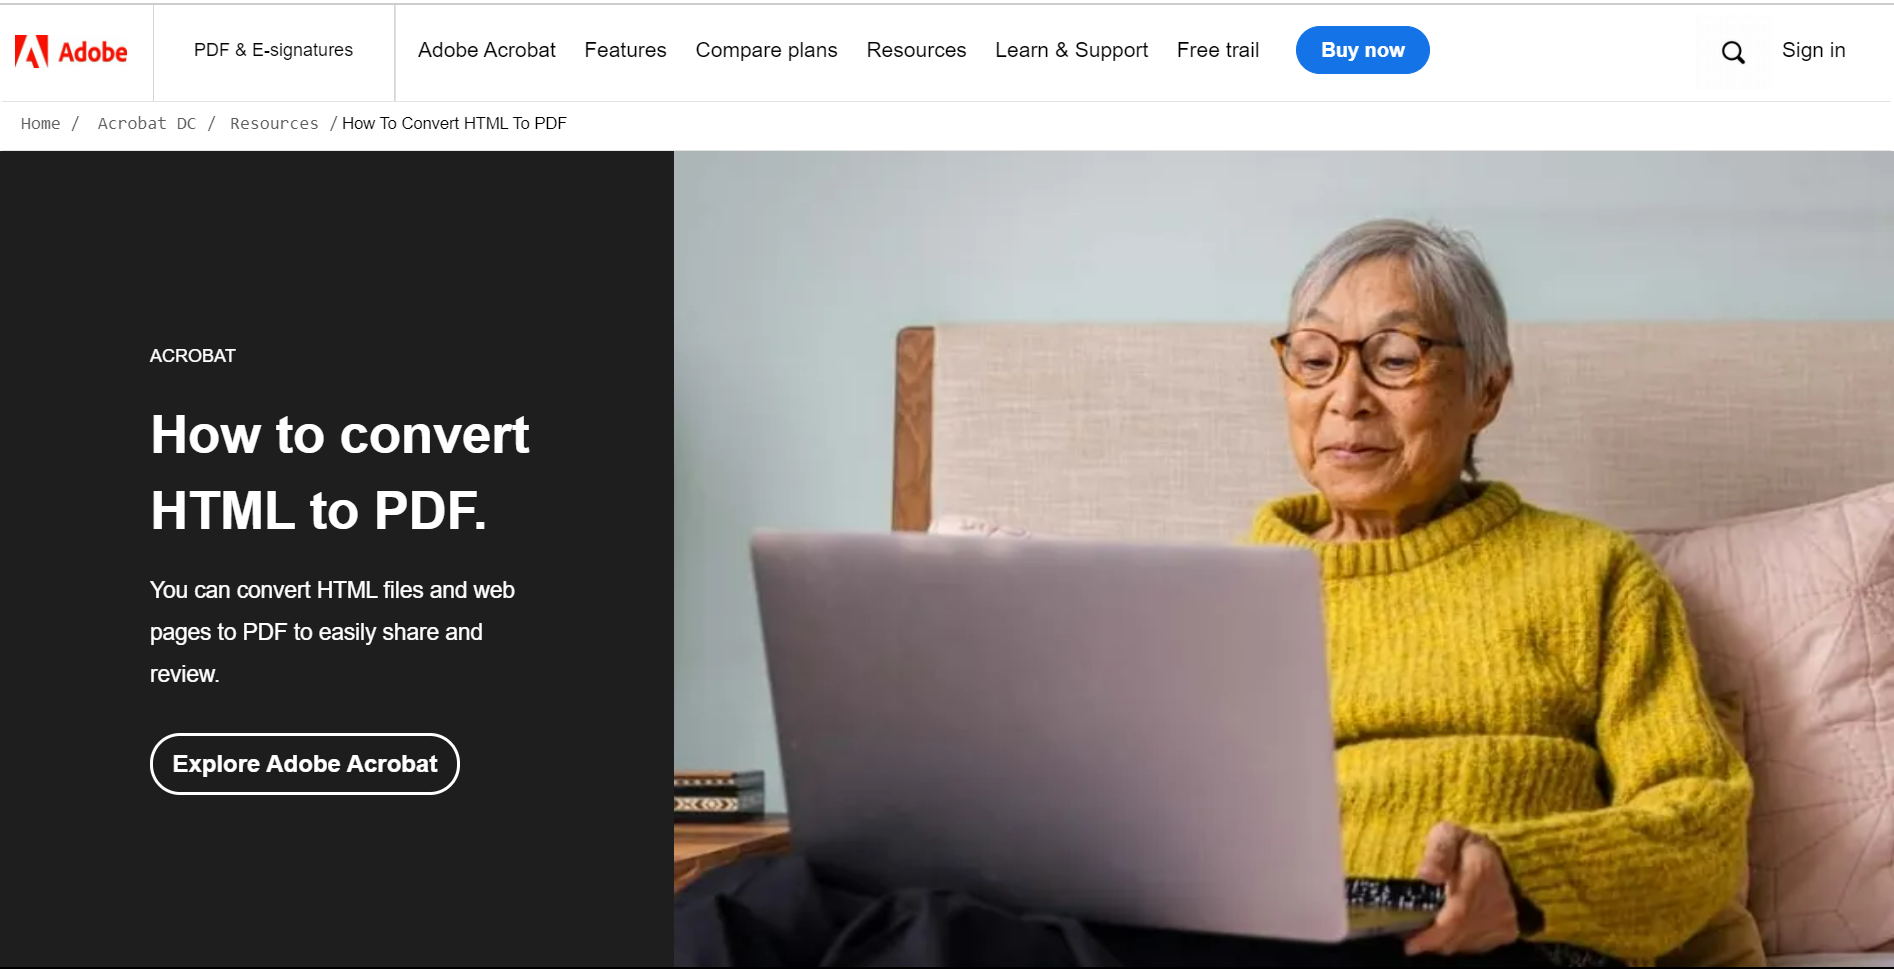 Adobe
PDF & E-signatures
Adobe Acrobat
Features
Compare plans
Resources
Learn & Support
Free trail
Buy now
Sign in
Home / Acrobat DC / Resources / How To Convert HTML To PDF
ACROBAT
How to convert
HTML to PDF.
You can convert HTML files and web
pages to PDF to easily share and
review.
Explore Adobe Acrobat